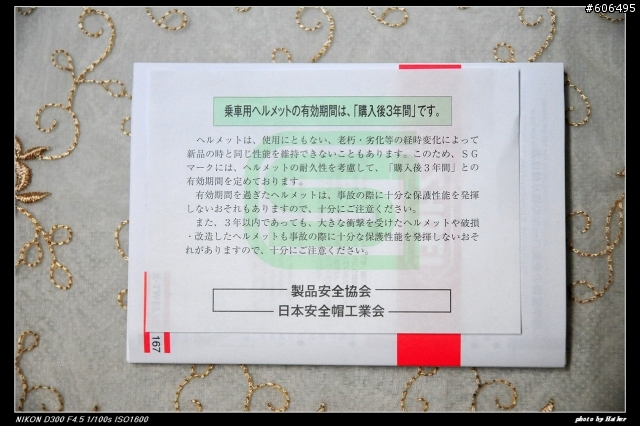 #606495
乗車用ヘルメットの有効期間は、「購入後3年間」です。
ヘルメットは、使用にともない、老朽・劣化等の経時変化によって
新品の時と同じ性能を維持できないこともあります。このため、ＳＧ
マークには、ヘルメットの耐久性を考慮して、「購入後３年間」との
有効期間を定めております。
有効期間を過ぎたヘルメットは、事故の際に十分な保護性能を発揮
しないおそれもありますので、十分にご注意ください。
また、３年以内であっても、大きな衝撃を受けたヘルメットや破損
・改造したヘルメットも事故の際に十分な保護性能を発揮しないおそ
れがありますので、十分にご注意ください。
製品安全協会
日本安全帽工業会
167
NIKON D300 F4.5 1/100s ISO1600
photo by Hather